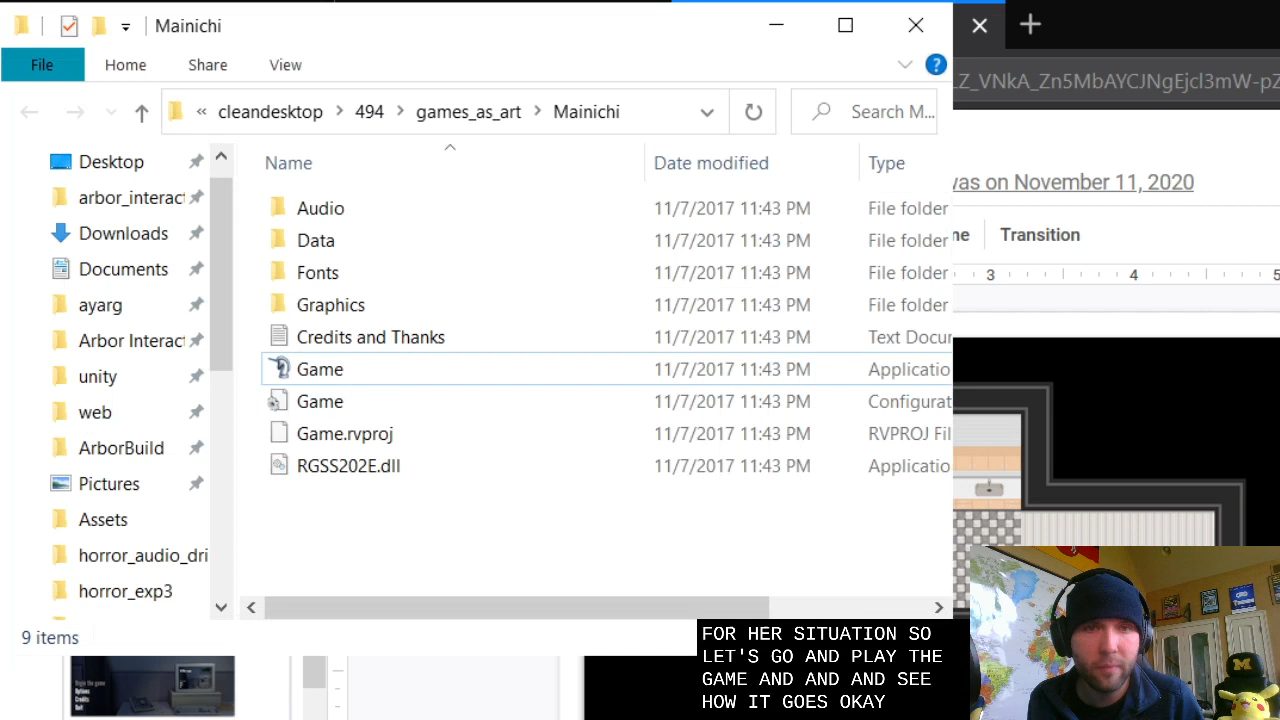 Mainichi
File
Home
Share
View
?
« cleandesktop > 494 > games_as_art > Mainichi
Search M...
_Z_VNkA_Zn5MbAYCJNgEjcl3mW-pZ
was on November 11, 2020
Transition
3
4
5
Desktop
arbor_interact
Downloads
Documents
ayarg
Arbor Interact
unity
web
ArborBuild
Pictures
Assets
horror_audio_dri
horror_exp3
Name
Date modified
Type
Audio 11/7/2017 11:43 PM File folder
Data 11/7/2017 11:43 PM File folder
Fonts 11/7/2017 11:43 PM File folder
Graphics 11/7/2017 11:43 PM File folder
Credits and Thanks 11/7/2017 11:43 PM Text Docur
Game 11/7/2017 11:43 PM Applicatio
Game 11/7/2017 11:43 PM Configurat
Game.rvproj 11/7/2017 11:43 PM RVPROJ Fil
RGSS202E.dll 11/7/2017 11:43 PM Applicatio
9 items
Options
Credits
FOR HER SITUATION SO
LET'S GO AND PLAY THE
GAME AND AND AND SEE
HOW IT GOES OKAY
M